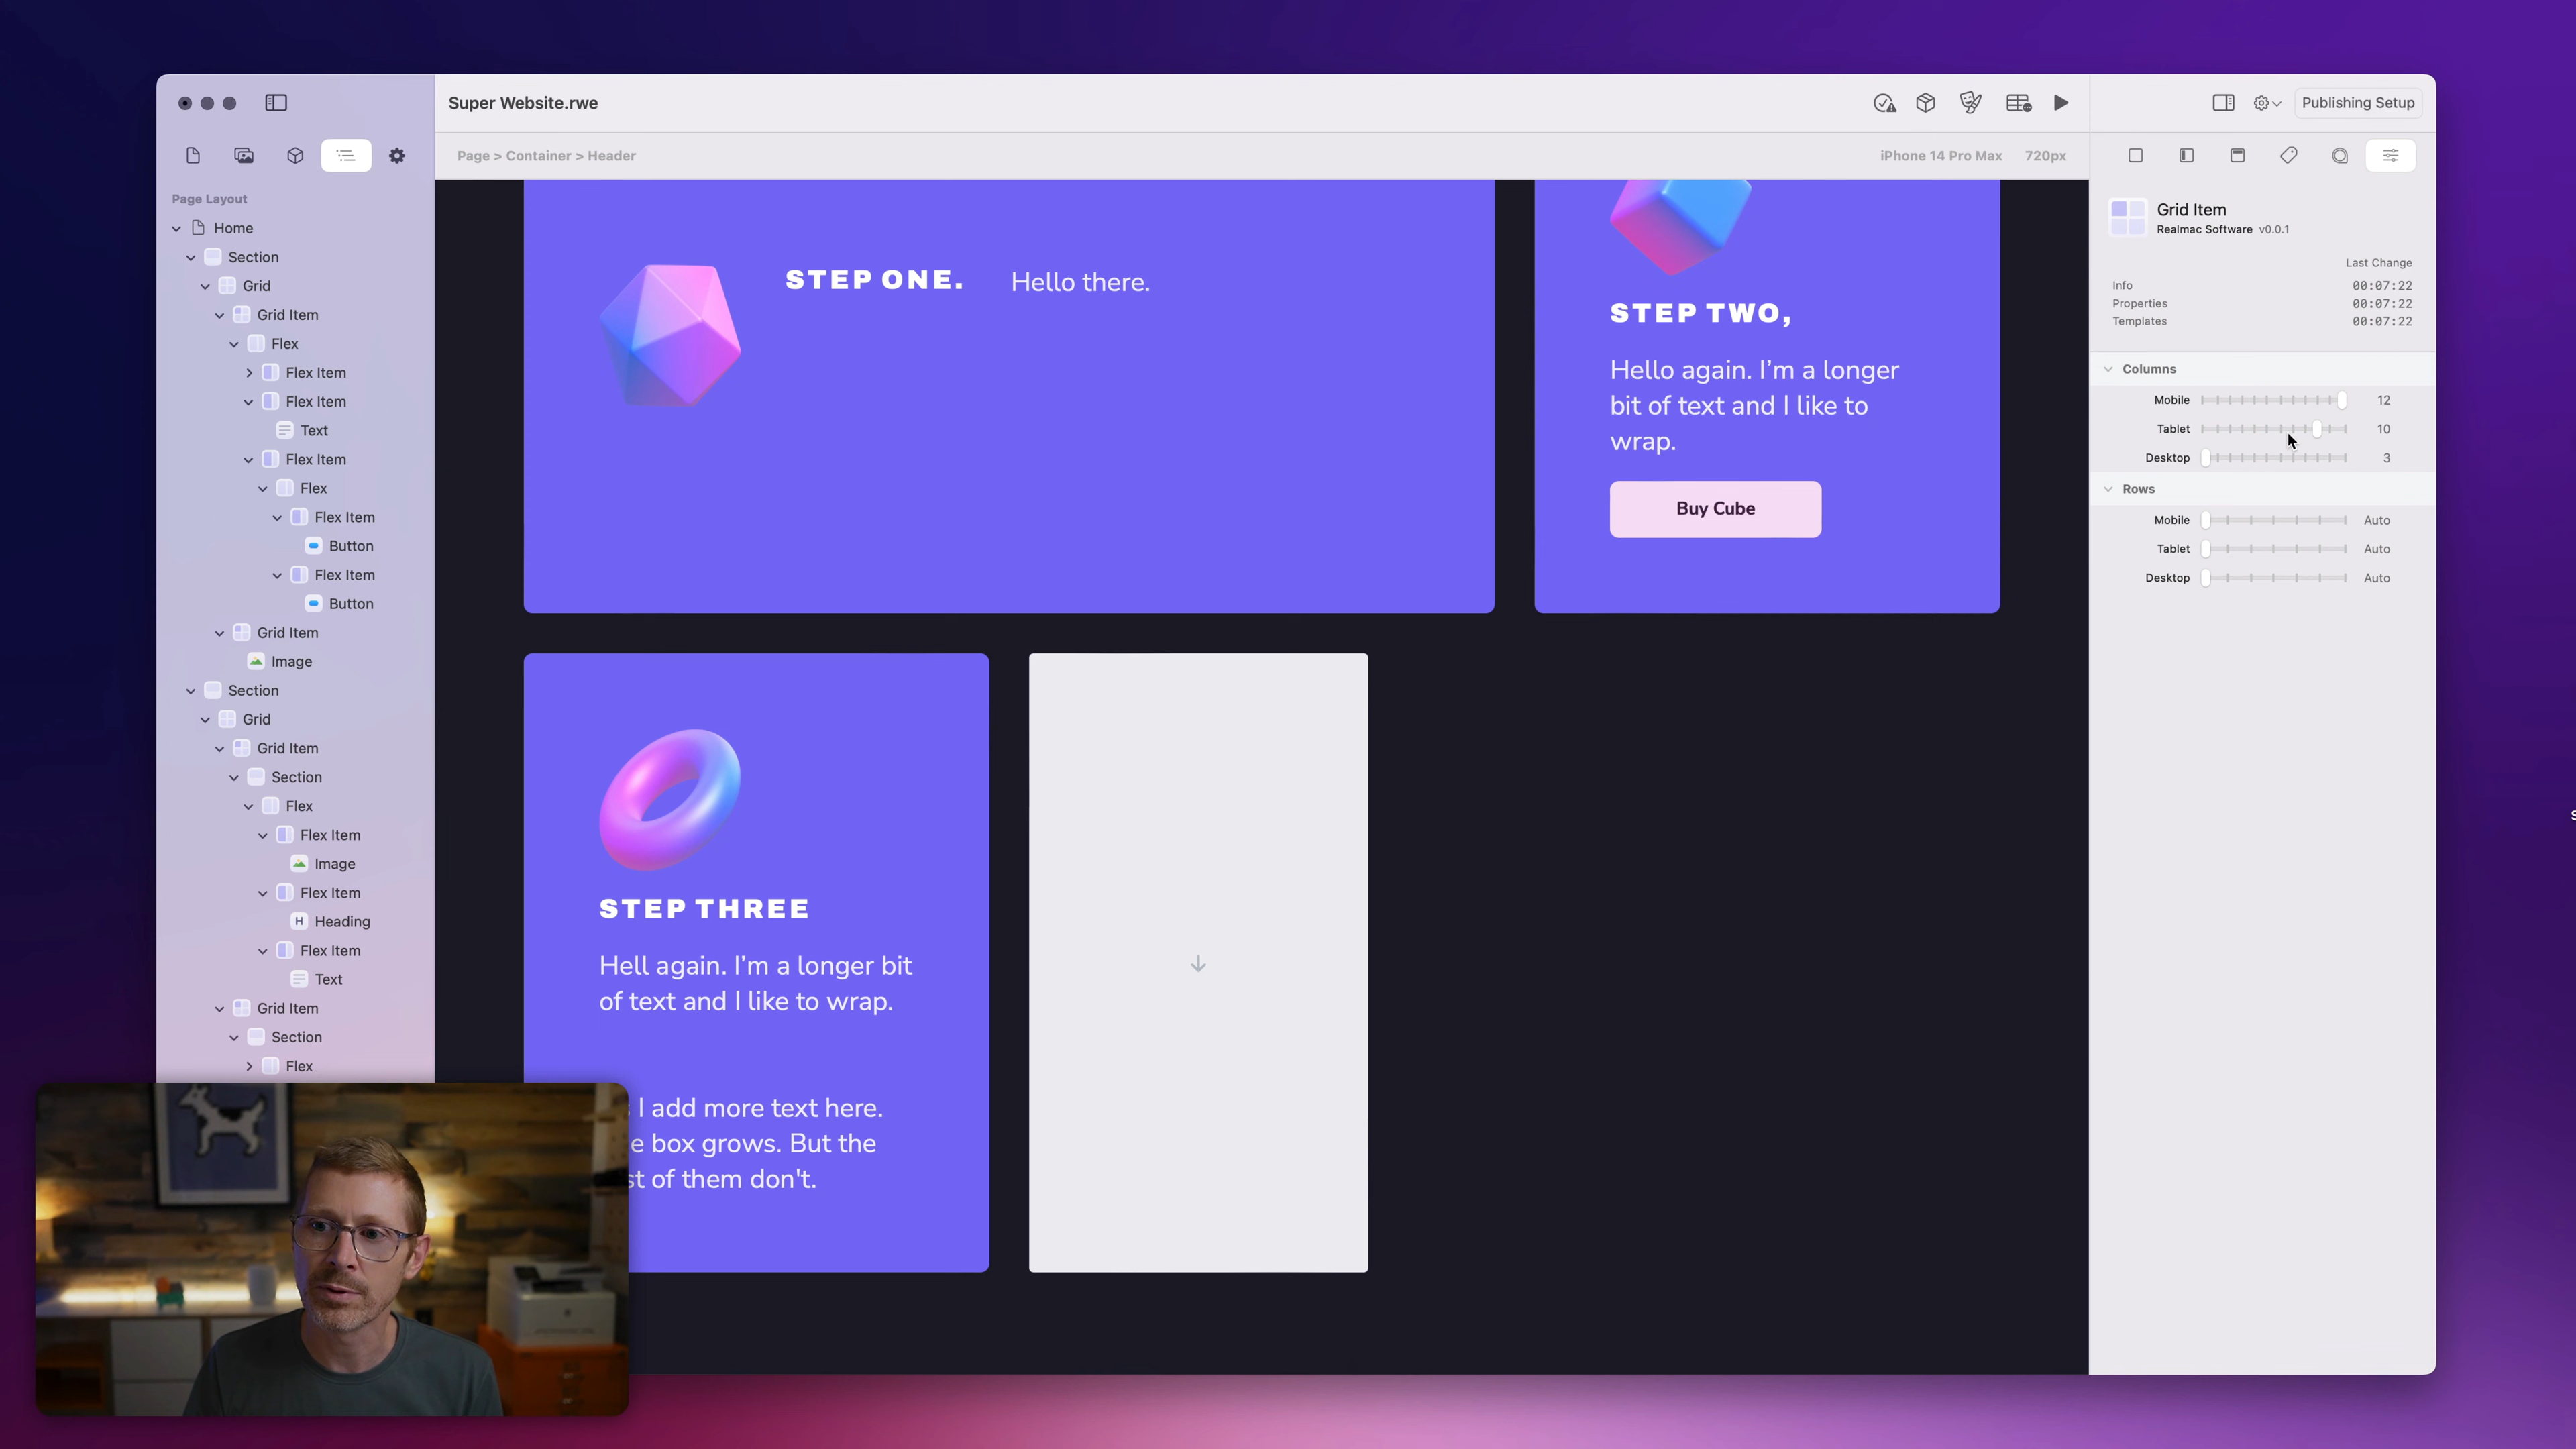 Super Website.rwe
Publishing Setup
Page > Container > Header
iPhone 14 Pro Max 720px
Page Layout
Home
Section
Grid
Grid Item
Flex
Flex Item
Flex Item
Text
Flex Item
Flex
Flex Item
Button
Flex Item
Button
Grid Item
Image
Section
Grid
Grid Item
Section
Flex
Flex Item
Image
Flex Item
H Heading
Flex Item
Text
Grid Item
Section
Flex
STEP ONE.
Hello there.
STEP TWO,
Hello again. I'm a longer
bit of text and I like to
wrap.
Buy Cube
STEP THREE
Hell again. I'm a longer bit
of text and I like to wrap.
I add more text here.
box grows. But the
of them don't.
Grid Item
Realmac Software v0.0.1
Last Change
Info 00:07:22
Properties 00:07:22
Templates 00:07:22
Columns
Mobile 12
Tablet 10
Desktop 3
Rows
Mobile Auto
Tablet Auto
Desktop Auto